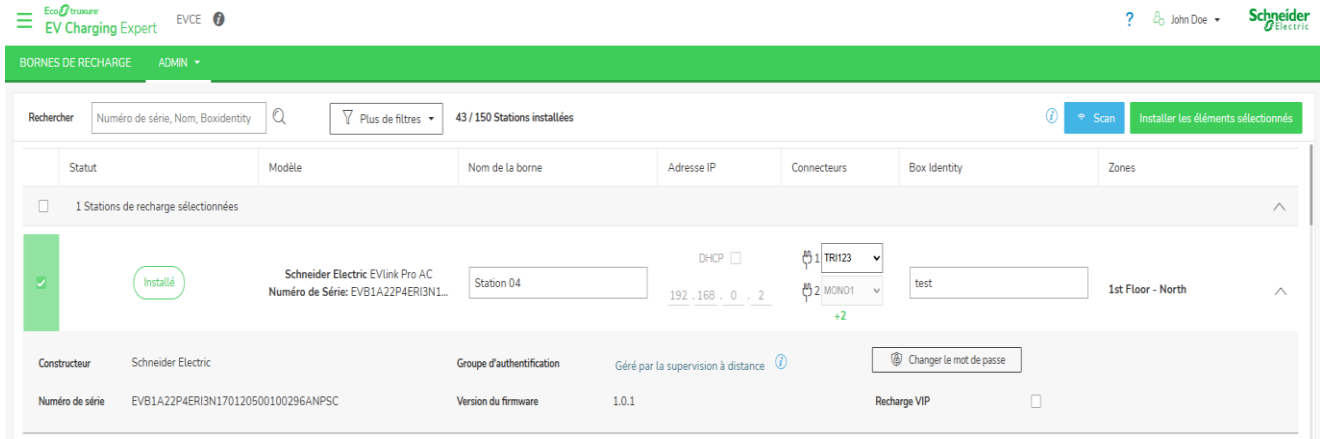 EcoStruxure
EV Charging Expert
EVCE
?
John Doe
Schneider
Electric
BORNES DE RECHARGE
ADMIN
Rechercher
Numéro de série, Nom, Boxidentity
Plus de filtres
43 / 150 Stations installées
Scan
Installer les éléments sélectionnés
Statut
Modèle
Nom de la borne
Adresse IP
Connecteurs
Box Identity
Zones
1 Stations de recharge sélectionnées
Installé
Schneider Electric EVlink Pro AC
Numéro de Série: EVB1A22P4ERI3N1...
Station 04
DHCP
192 . 168 . 0 . 2
1 TRI123
2 MONO1
+2
test
1st Floor - North
Constructeur
Schneider Electric
Groupe d'authentification
Géré par la supervision à distance
Changer le mot de passe
Numéro de série
EVB1A22P4ERI3N170120500100296ANPSC
Version du firmware
1.0.1
Recharge VIP